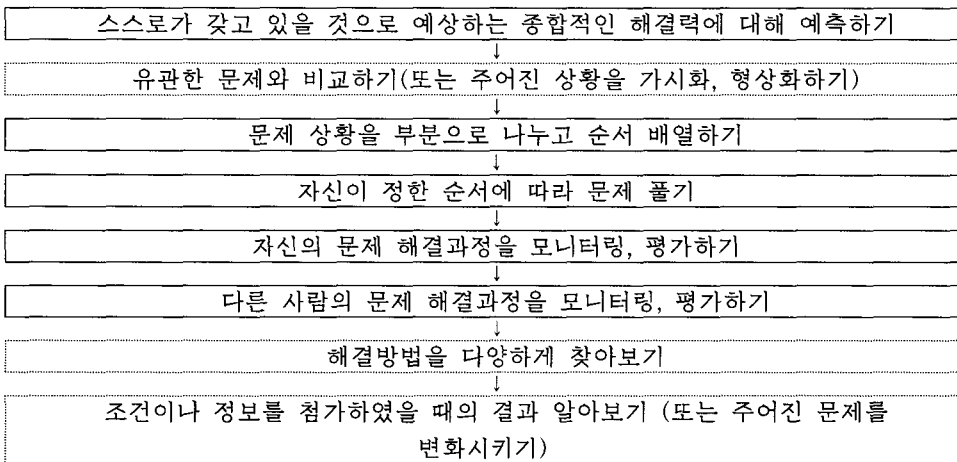 스스로가 갖고 있을 것으로 예상하는 종합적인 해결력에 대해 예측하기
↓
유관한 문제와 비교하기(또는 주어진 상황을 가시화, 형상화하기)
↓
문제 상황을 부분으로 나누고 순서 배열하기
↓
자신이 정한 순서에 따라 문제 풀기
↓
자신의 문제 해결과정을 모니터링, 평가하기
↓
다른 사람의 문제 해결과정을 모니터링, 평가하기
↓
해결방법을 다양하게 찾아보기
↓
조건이나 정보를 첨가하였을 때의 결과 알아보기 (또는 주어진 문제를
변화시키기)